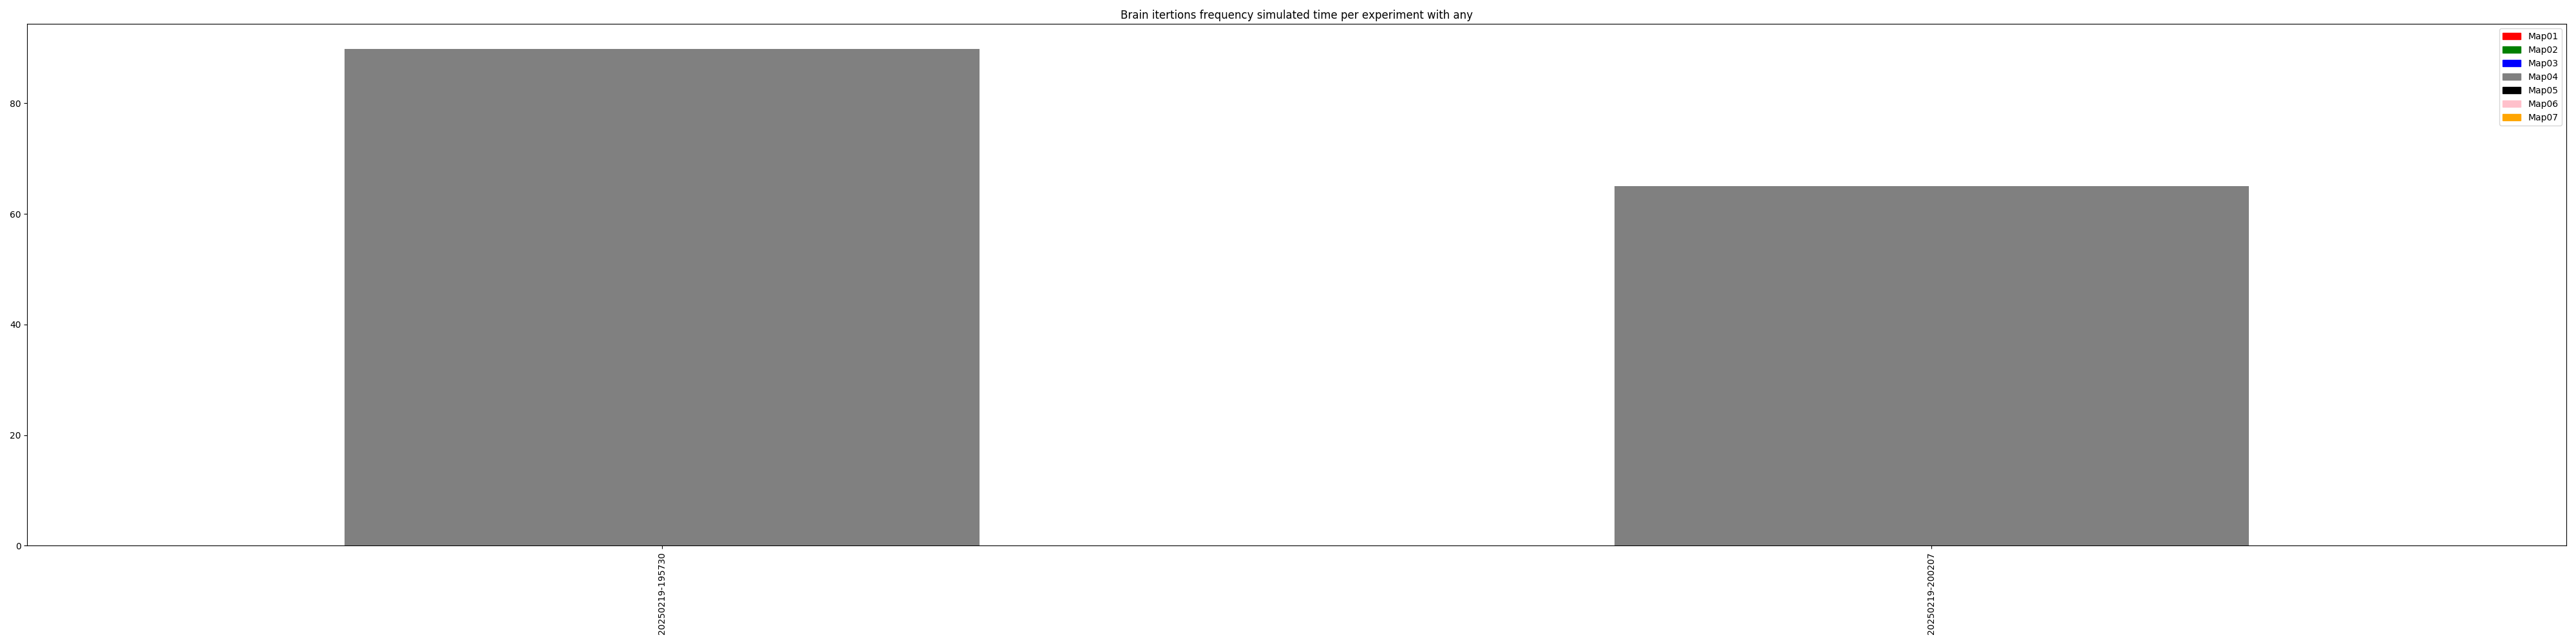 Brain itertions frequency simulated time per experiment with any
Map01
Map02
Map03
Map04
Map05
Map06
Map07
80
60
40
20
0
20250219-195730
20250219-200207